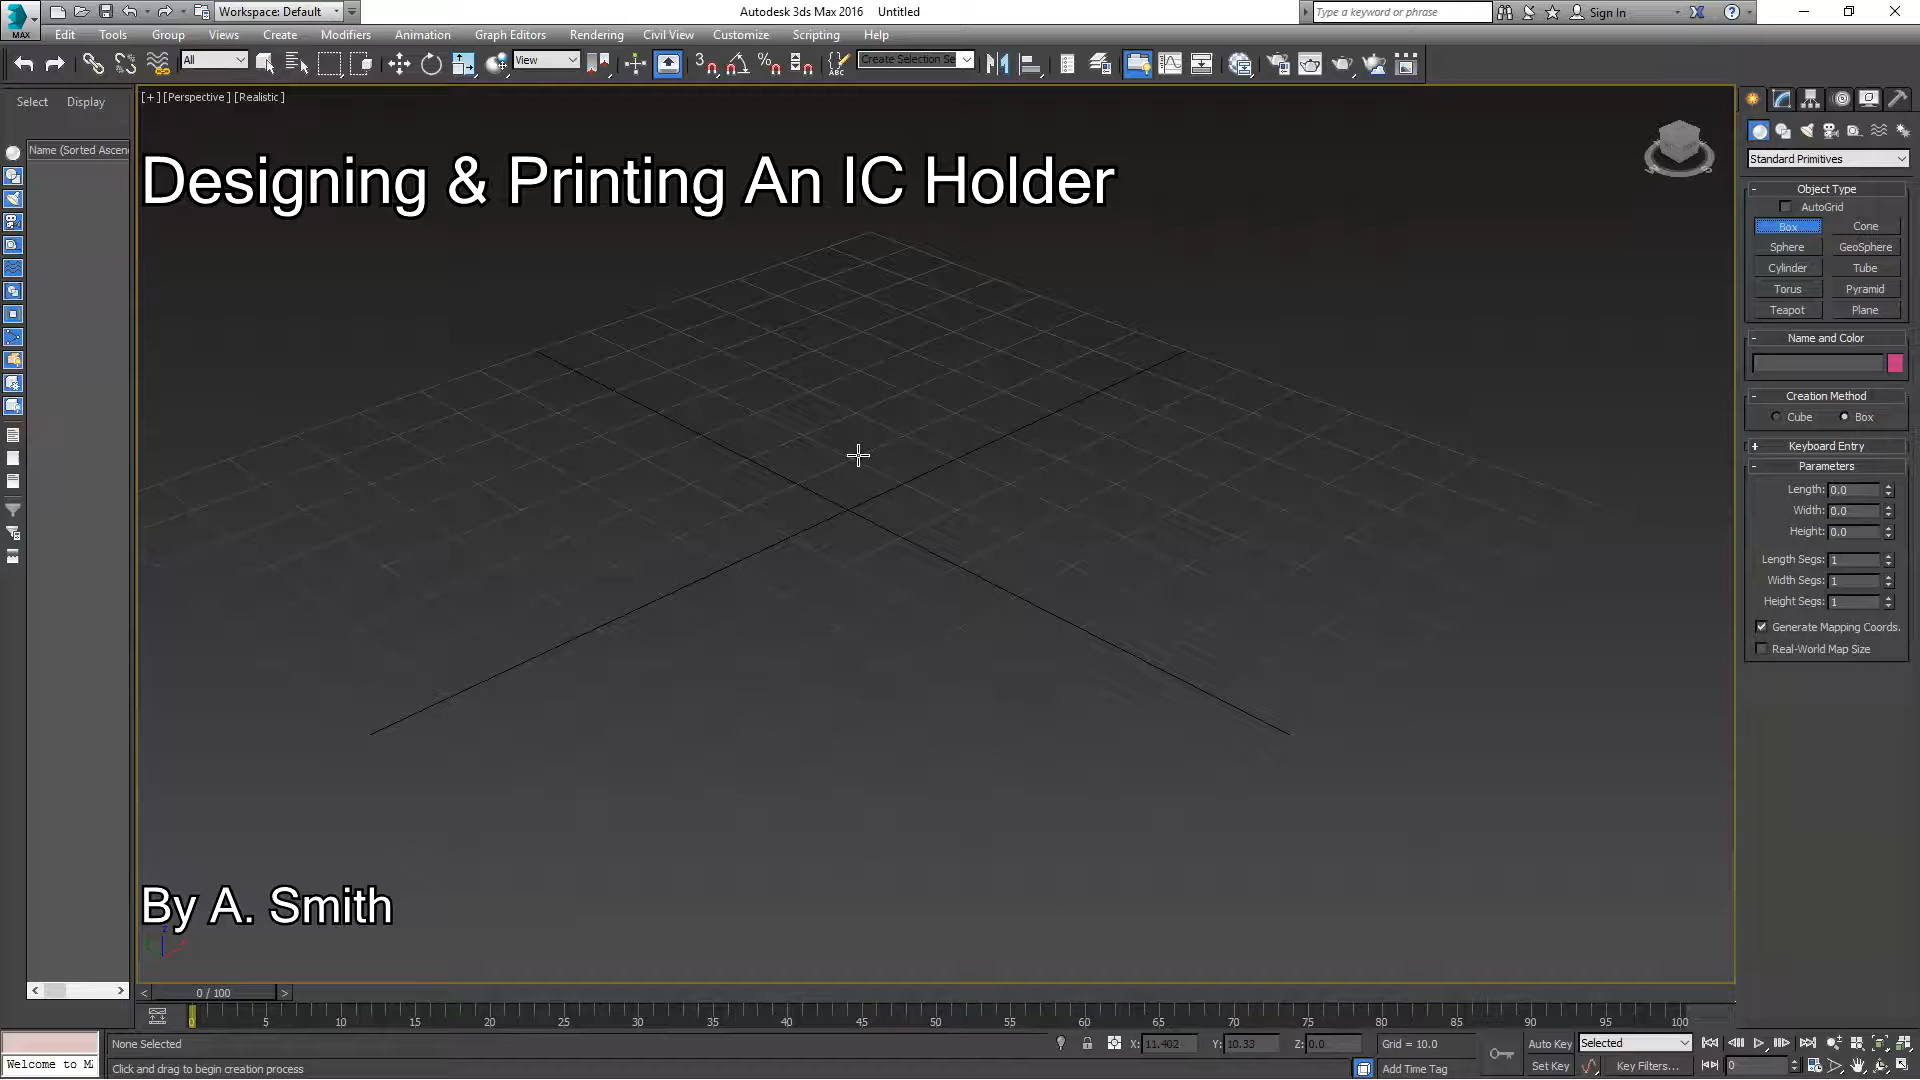 Workspace: Default
Autodesk 3ds Max 2016 Untitled
Type a keyword or phrase
Sign In
MAX
Edit Tools Group Views Create Modifiers Animation Graph Editors Rendering Civil View Customize Scripting Help
All
View
3
ABC
Create Selection Se
Select Display
Name (Sorted Ascen
[+] [Perspective] [Realistic]
Designing & Printing An IC Holder
By A. Smith
z
Standard Primitives
- Object Type
AutoGrid
Box Cone
Sphere GeoSphere
Cylinder Tube
Torus Pyramid
Teapot Plane
- Name and Color
- Creation Method
Cube Box
+ Keyboard Entry
- Parameters
Length: 0.0
Width: 0.0
Height: 0.0
Length Segs: 1
Width Segs: 1
Height Segs: 1
Generate Mapping Coords.
Real-World Map Size
< 0 / 100 >
0 5 10 15 20 25 30 35 40 45 50 55 60 65 70 75 80 85 90 95 100
None Selected
X: 11.402 Y: 10.33 Z: 0.0
Grid = 10.0
Auto Key Selected
Welcome to M
Click and drag to begin creation process
Add Time Tag
Set Key Key Filters...
0